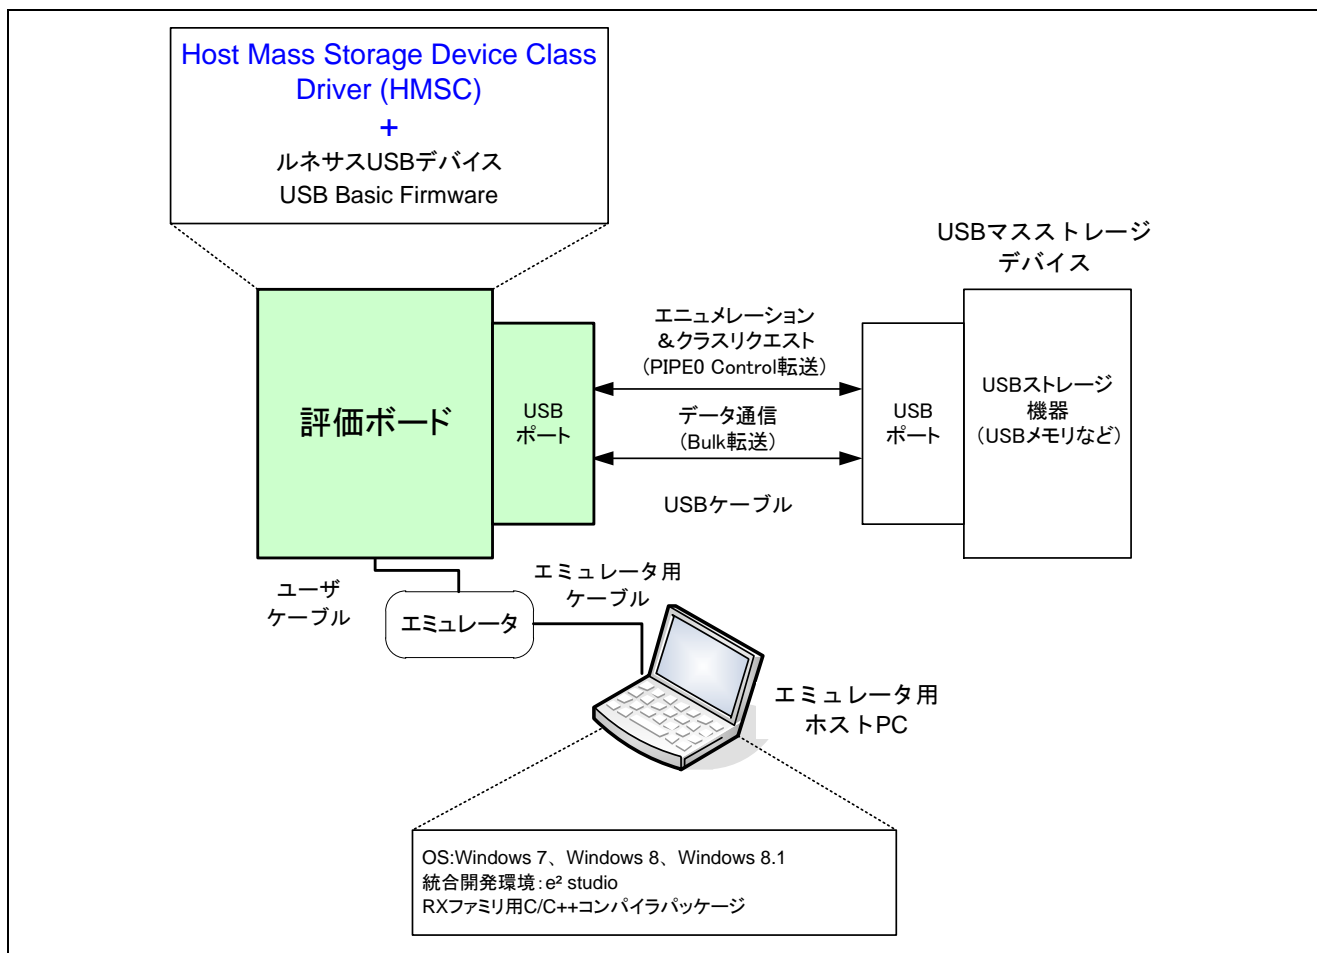 Host Mass Storage Device Class
Driver (HMSC)
+
ルネサスUSBデバイス
USB Basic Firmware
USBマスストレージ
デバイス
エニュメレーション
&クラスリクエスト
(PIPE0 Control転送)
評価ボード
USB
ポート
データ通信
(Bulk転送)
USB
ポート
USBストレージ
機器
(USBメモリなど)
USBケーブル
ユーザ
ケーブル
エミュレータ
エミュレータ用
ケーブル
エミュレータ用
ホストPC
OS:Windows 7、Windows 8、Windows 8.1
統合開発環境:e² studio
RXファミリ用C/C++コンパイラパッケージ